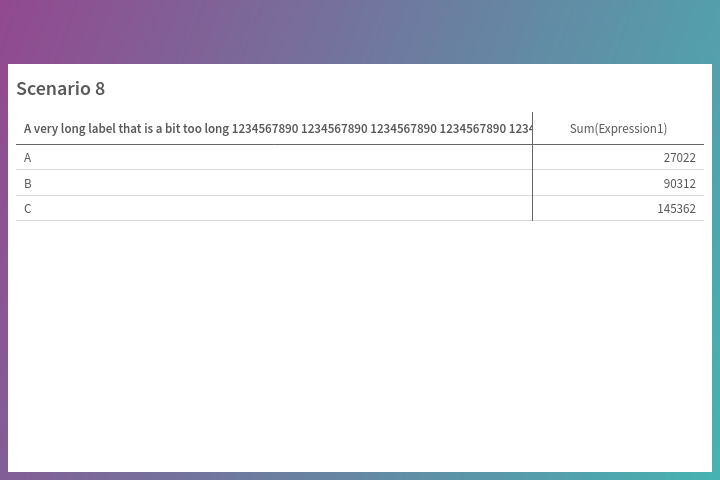 Scenario 8
A very long label that is a bit too long 1234567890 1234567890 1234567890 1234567890 1234 Sum(Expression1)
A 27022
B 90312
C 145362